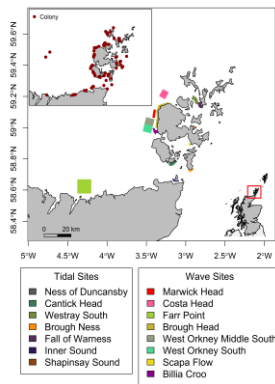 Colony
59.6°N
59.4°N
59.2°N
59°N
58.8°N
58.6°N
58.4°N
0 20 km
5°W 4.5°W 4°W 3.5°W 3°W 2.5°W 2°W
Tidal Sites
Ness of Duncansby
Cantick Head
Westray South
Brough Ness
Fall of Warness
Inner Sound
Shapinsay Sound
Wave Sites
Marwick Head
Costa Head
Farr Point
Brough Head
West Orkney Middle South
West Orkney South
Scapa Flow
Billia Croo